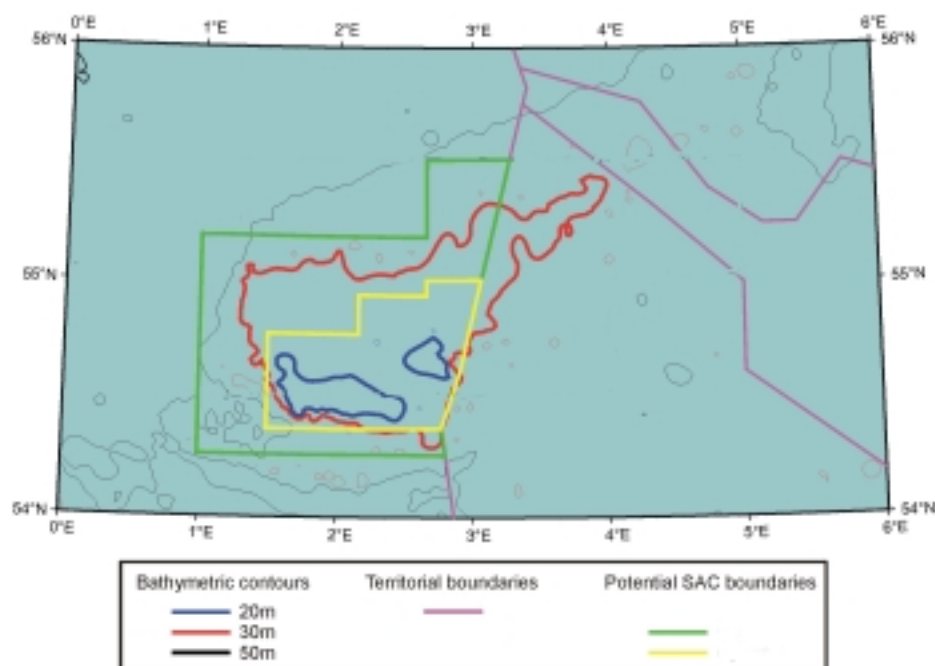 0°E 1°E 2°E 3°E 4°E 5°E 6°E
56°N 56°N
55°N 55°N
54°N 54°N
0°E 1°E 2°E 3°E 4°E 5°E 6°E
Bathymetric contours Territorial boundaries Potential SAC boundaries
20m
30m
50m